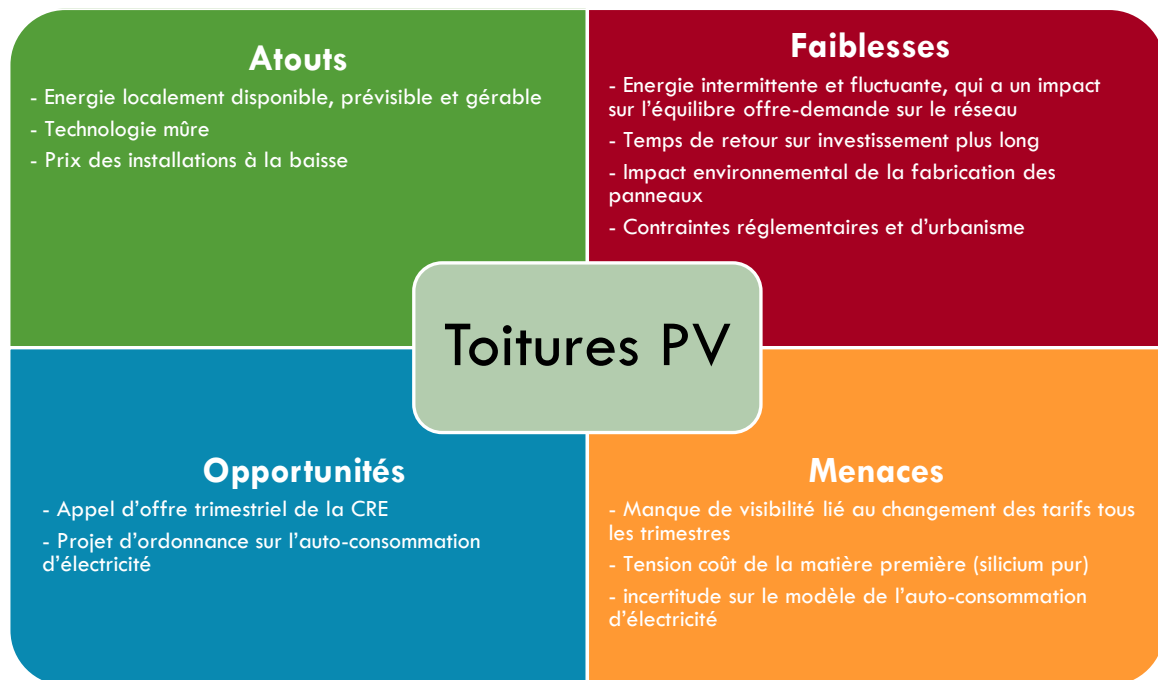 Atouts
- Energie localement disponible, prévisible et gérable
- Technologie mûre
- Prix des installations à la baisse
Faiblesses
- Energie intermittente et fluctuante, qui a un impact
sur l’équilibre offre-demande sur le réseau
- Temps de retour sur investissement plus long
- Impact environnemental de la fabrication des
panneaux
- Contraintes réglementaires et d’urbanisme
Toitures PV
Opportunités
- Appel d’offre trimestriel de la CRE
- Projet d’ordonnance sur l’auto-consommation
d’électricité
Menaces
- Manque de visibilité lié au changement des tarifs tous
les trimestres
- Tension coût de la matière première (silicium pur)
- incertitude sur le modèle de l’auto-consommation
d’électricité